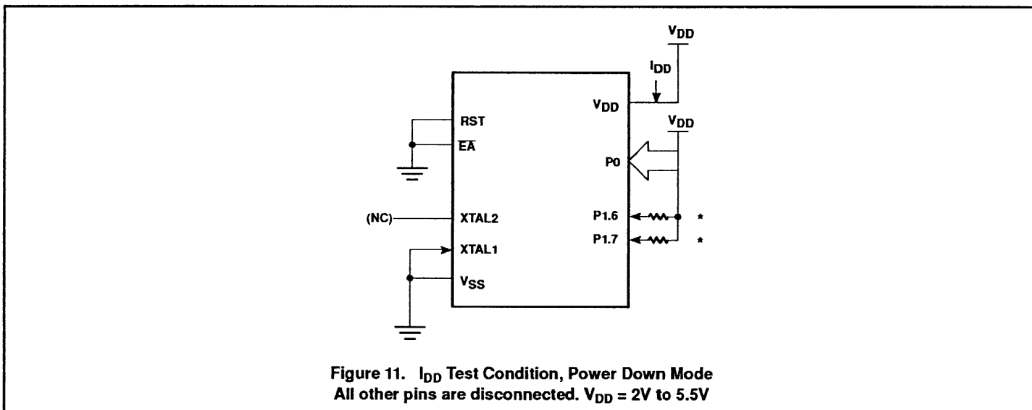 VDD
IDD
VDD
VDD
RST
EA
P0
(NC)
XTAL2
P1.6
*
XTAL1
P1.7
*
VSS
Figure 11. IDD Test Condition, Power Down Mode
All other pins are disconnected. VDD = 2V to 5.5V